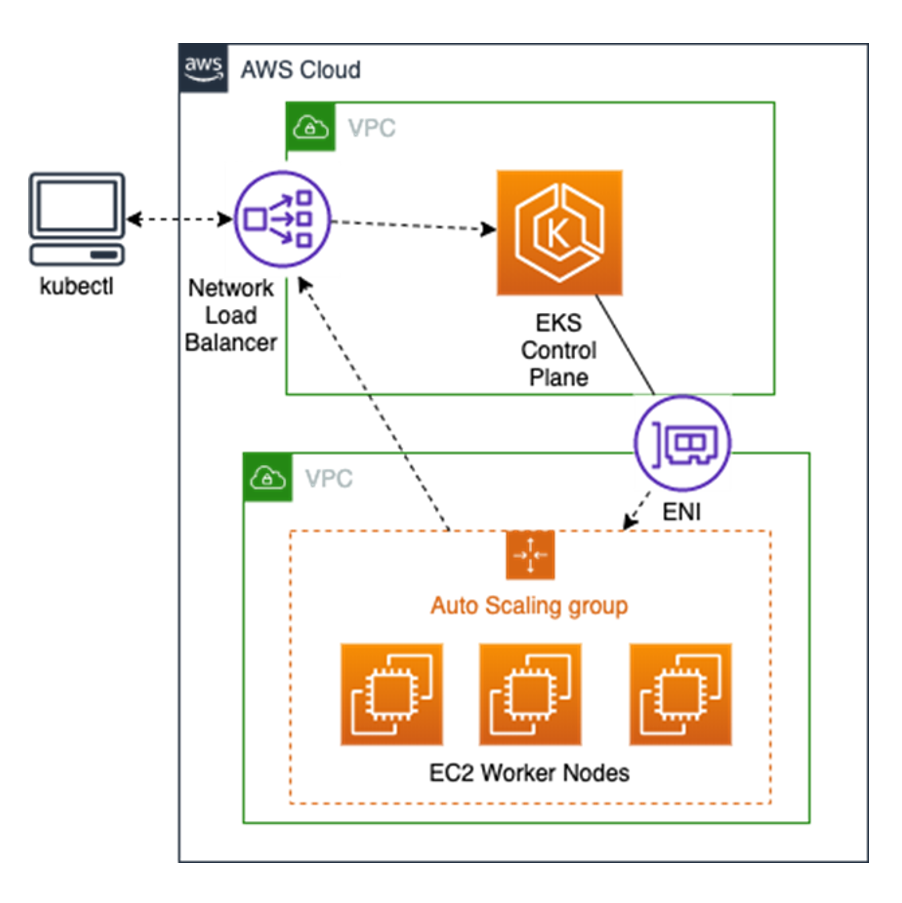 aws
AWS Cloud
VPC
kubectl
Network
Load
Balancer
K
EKS
Control
Plane
VPC
ENI
Auto Scaling group
EC2 Worker Nodes